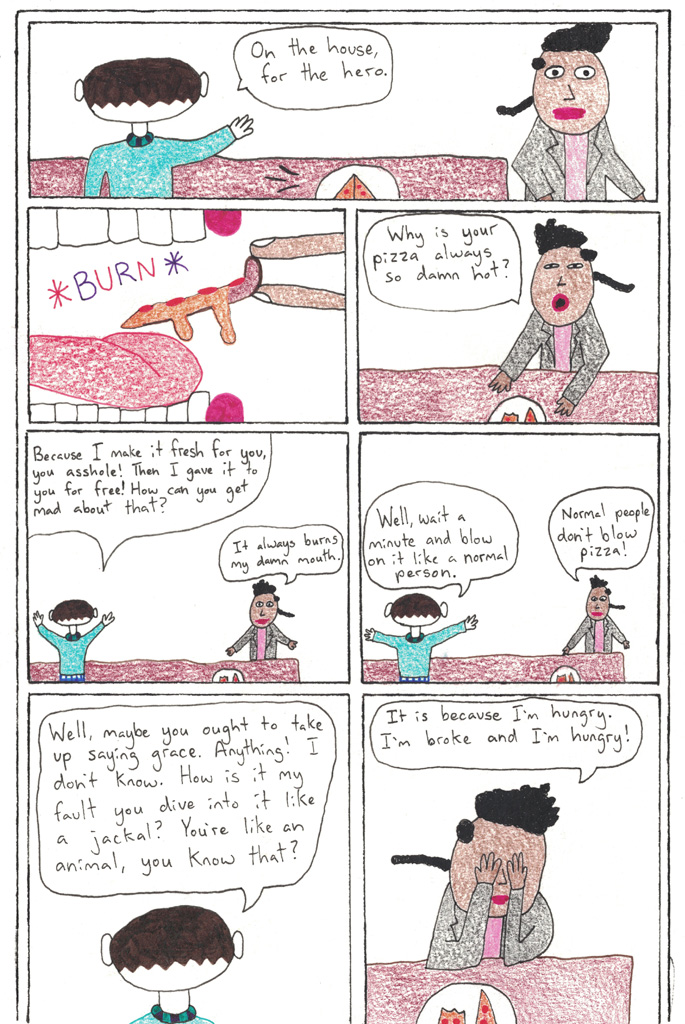 On the house,
for the hero.
*BURN*
Why is your
pizza always
so damn hot?
Because I make it fresh for you,
you asshole! Then I gave it to
you for free! How can you get
mad about that?
It always burns
my damn mouth.
Well, wait a
minute and blow
on it like a normal
person.
Normal people
don't blow
pizza!
Well, maybe you ought to take
up saying grace. Anything! I
don't know. How is it my
fault you dive into it like
a jackal? You're like an
animal, you know that?
It is because I'm hungry.
I'm broke and I'm hungry!